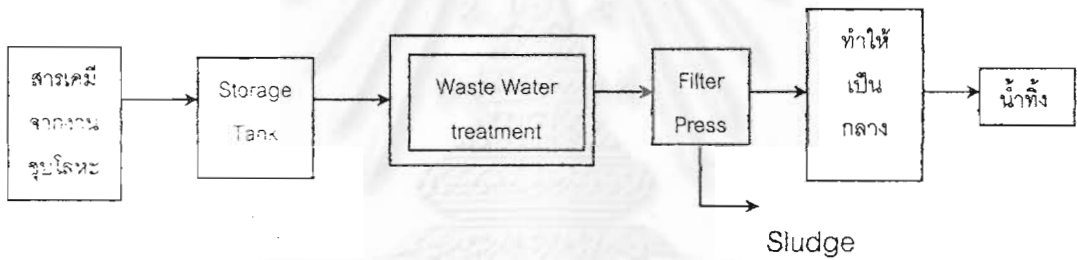 สารเคมี
จากงาน
ชุบโลหะ
Storage
Tank
Waste Water
treatment
Filter
Press
Sludge
ทำให้
เป็น
กลาง
น้ำทิ้ง